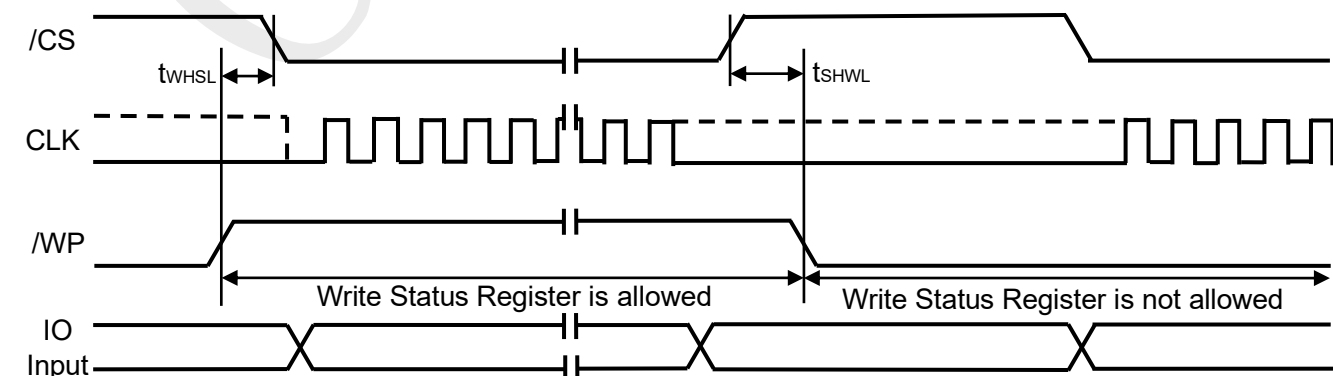 /CS
tWHSL
tSHWL
CLK
/WP
Write Status Register is allowed
Write Status Register is not allowed
IO
Input